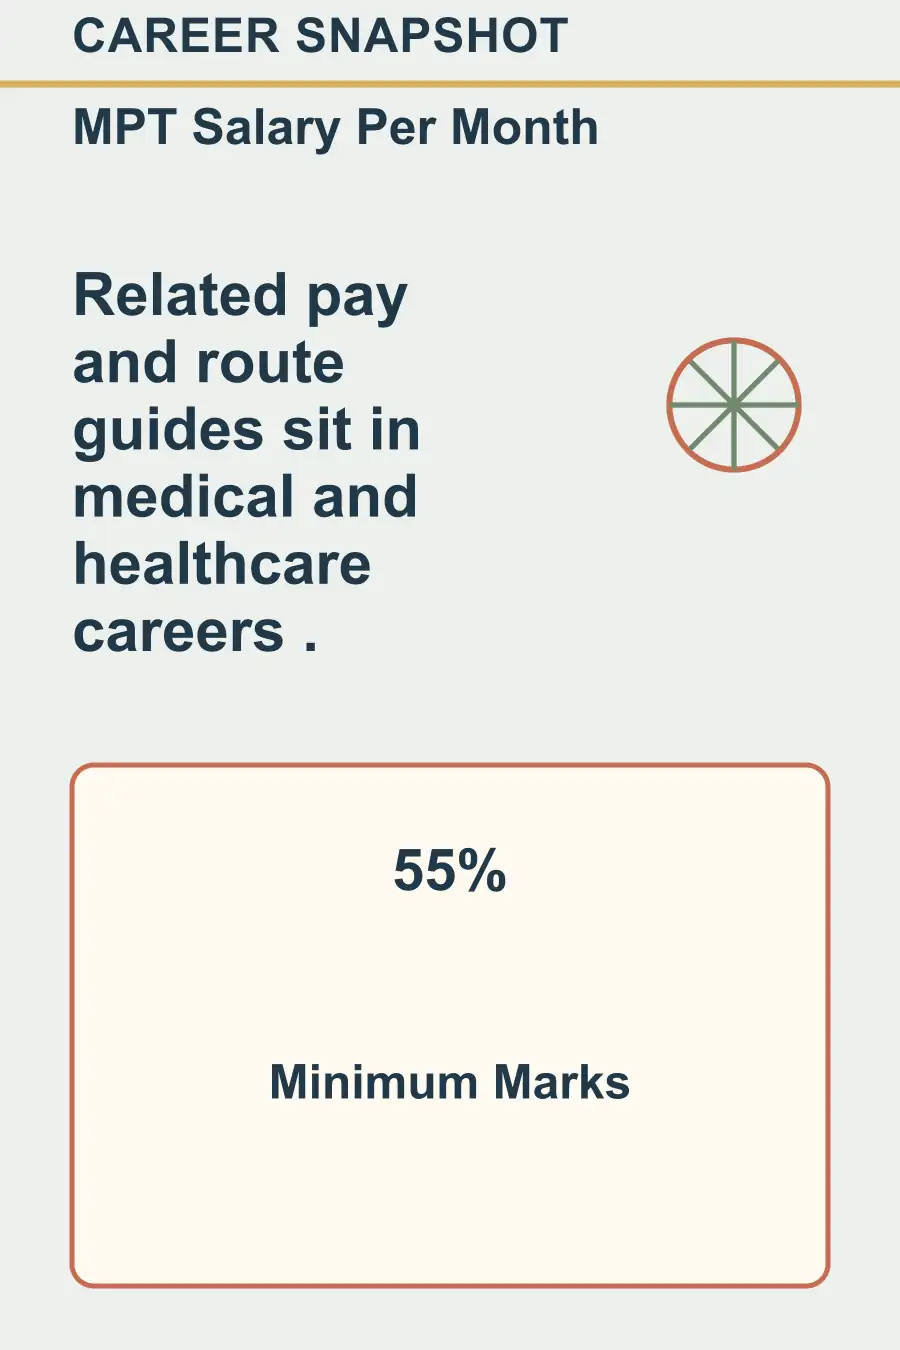 CAREER SNAPSHOT
MPT Salary Per Month
Related pay
and route
guides sit in
medical and
healthcare
careers .
55%
Minimum Marks